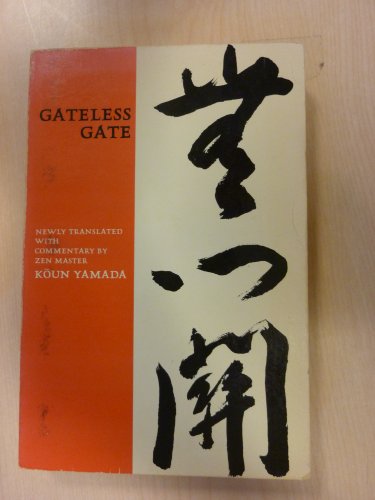 GATELESS
GATE
NEWLY TRANSLATED
WITH
COMMENTARY BY
ZEN MASTER
KŌUN YAMADA
無門關